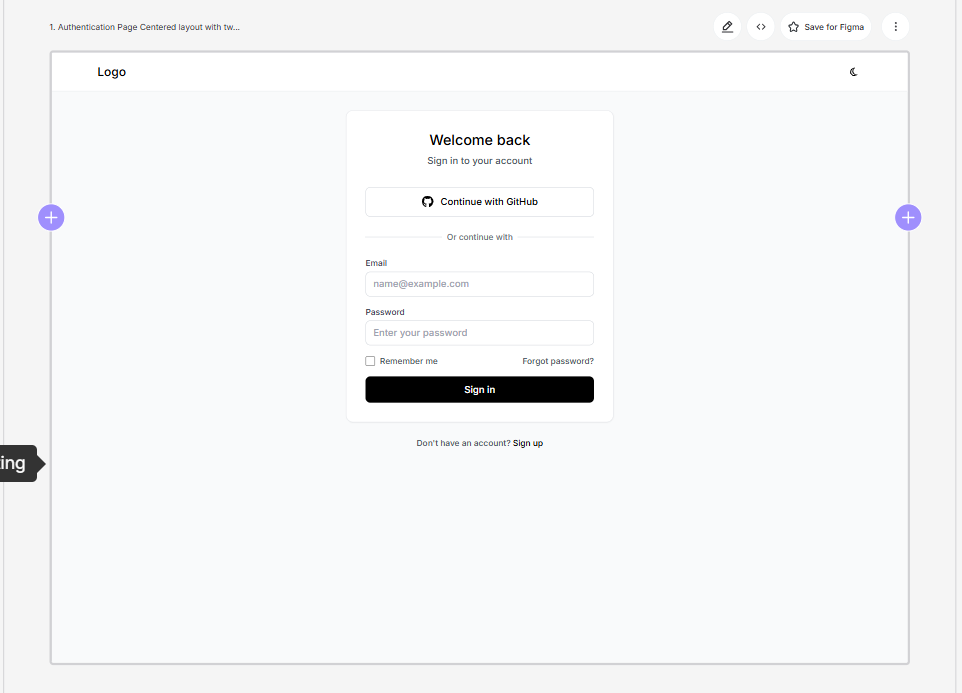 1. Authentication Page Centered layout with tw...
Save for Figma
Logo
Welcome back
Sign in to your account
Continue with GitHub
Or continue with
Email
name@example.com
Password
Enter your password
Remember me Forgot password?
Sign in
Don't have an account? Sign up
ing